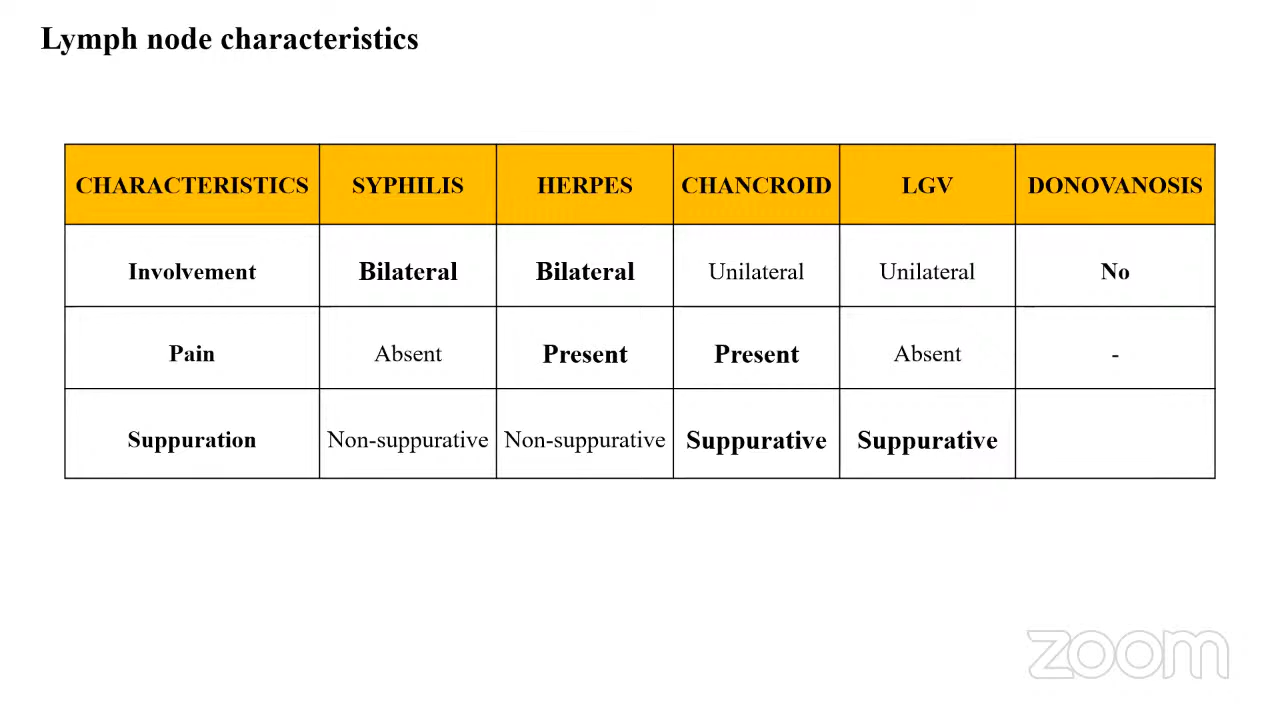 Lymph node characteristics
CHARACTERISTICS SYPHILIS HERPES CHANCROID LGV DONOVANOSIS
Involvement Bilateral Bilateral Unilateral Unilateral No
Pain Absent Present Present Absent -
Suppuration Non-suppurative Non-suppurative Suppurative Suppurative
zoom